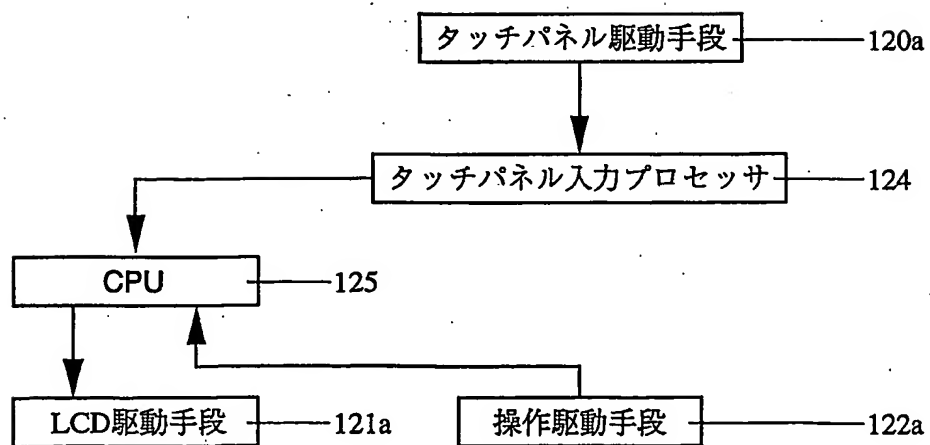 タッチパネル駆動手段 120a
タッチパネル入力プロセッサ 124
CPU 125
LCD駆動手段 121a
操作駆動手段 122a